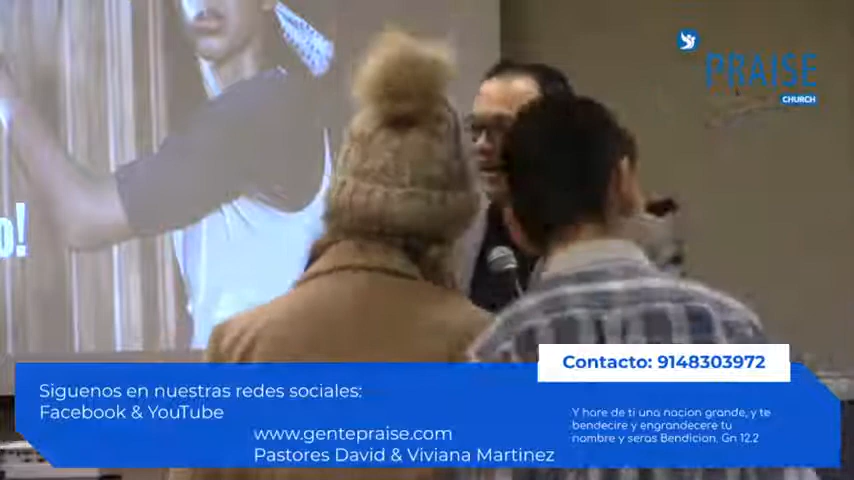 PRAISE
CHURCH
o!
Contacto: 9148303972
Siguenos en nuestras redes sociales:
Facebook & YouTube
www.gentepraise.com
Pastores David & Viviana Martinez
Y hare de ti una nacion grande, y te
bendecire y engrandecere tu
nombre y seras Bendicion. Gn 12.2